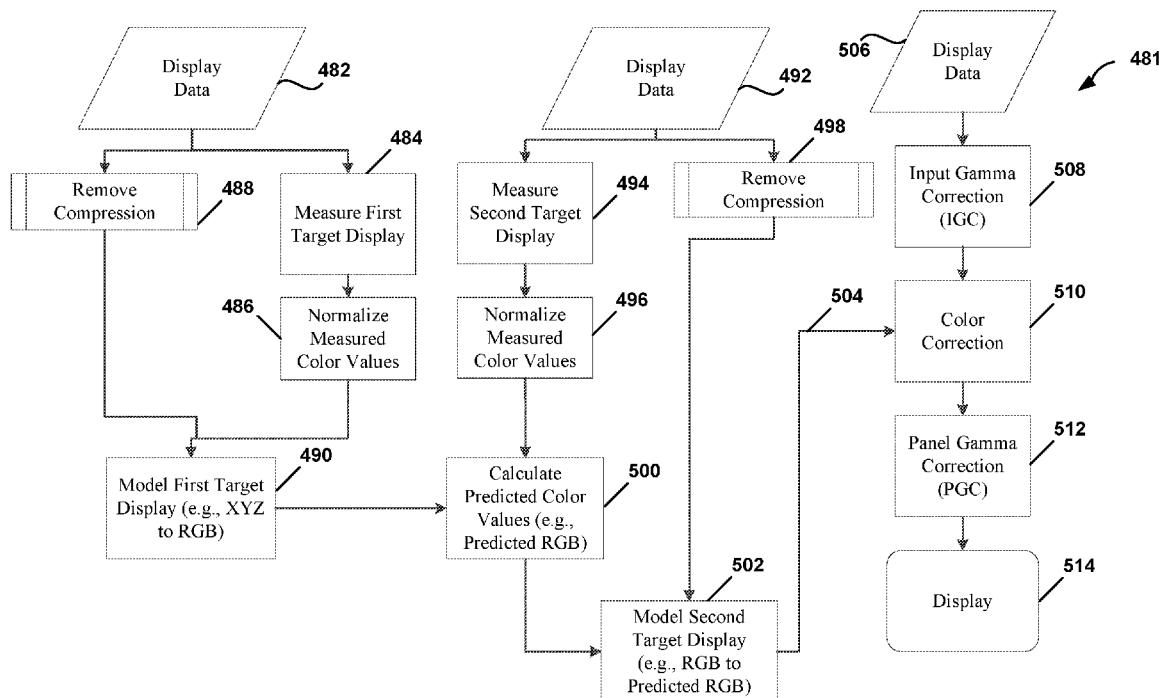 Display
Data
482
Display
Data
492
506
Display
Data
481
488
Remove
Compression
484
Measure First
Target Display
494
Measure
Second Target
Display
498
Remove
Compression
508
Input Gamma
Correction
(IGC)
486
Normalize
Measured
Color Values
496
Normalize
Measured
Color Values
504
510
Color
Correction
490
Model First Target
Display (e.g., XYZ
to RGB)
500
Calculate
Predicted Color
Values (e.g.,
Predicted RGB)
512
Panel Gamma
Correction
(PGC)
502
Model Second
Target Display
(e.g., RGB to
Predicted RGB)
514
Display